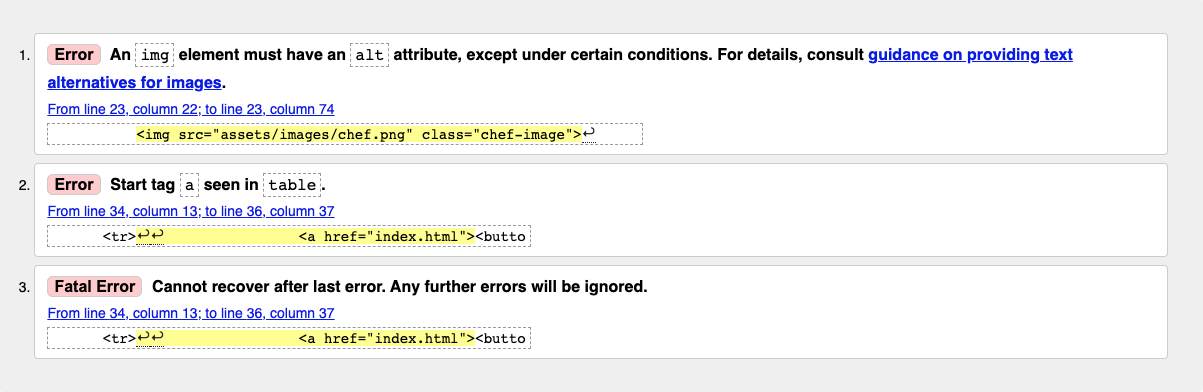 1. Error An img element must have an alt attribute, except under certain conditions. For details, consult guidance on providing text
alternatives for images.
From line 23, column 22; to line 23, column 74
<img src="assets/images/chef.png" class="chef-image">↩
2. Error Start tag a seen in table.
From line 34, column 13; to line 36, column 37
<tr>↩↩ <a href="index.html"><butto
3. Fatal Error Cannot recover after last error. Any further errors will be ignored.
From line 34, column 13; to line 36, column 37
<tr>↩↩ <a href="index.html"><butto